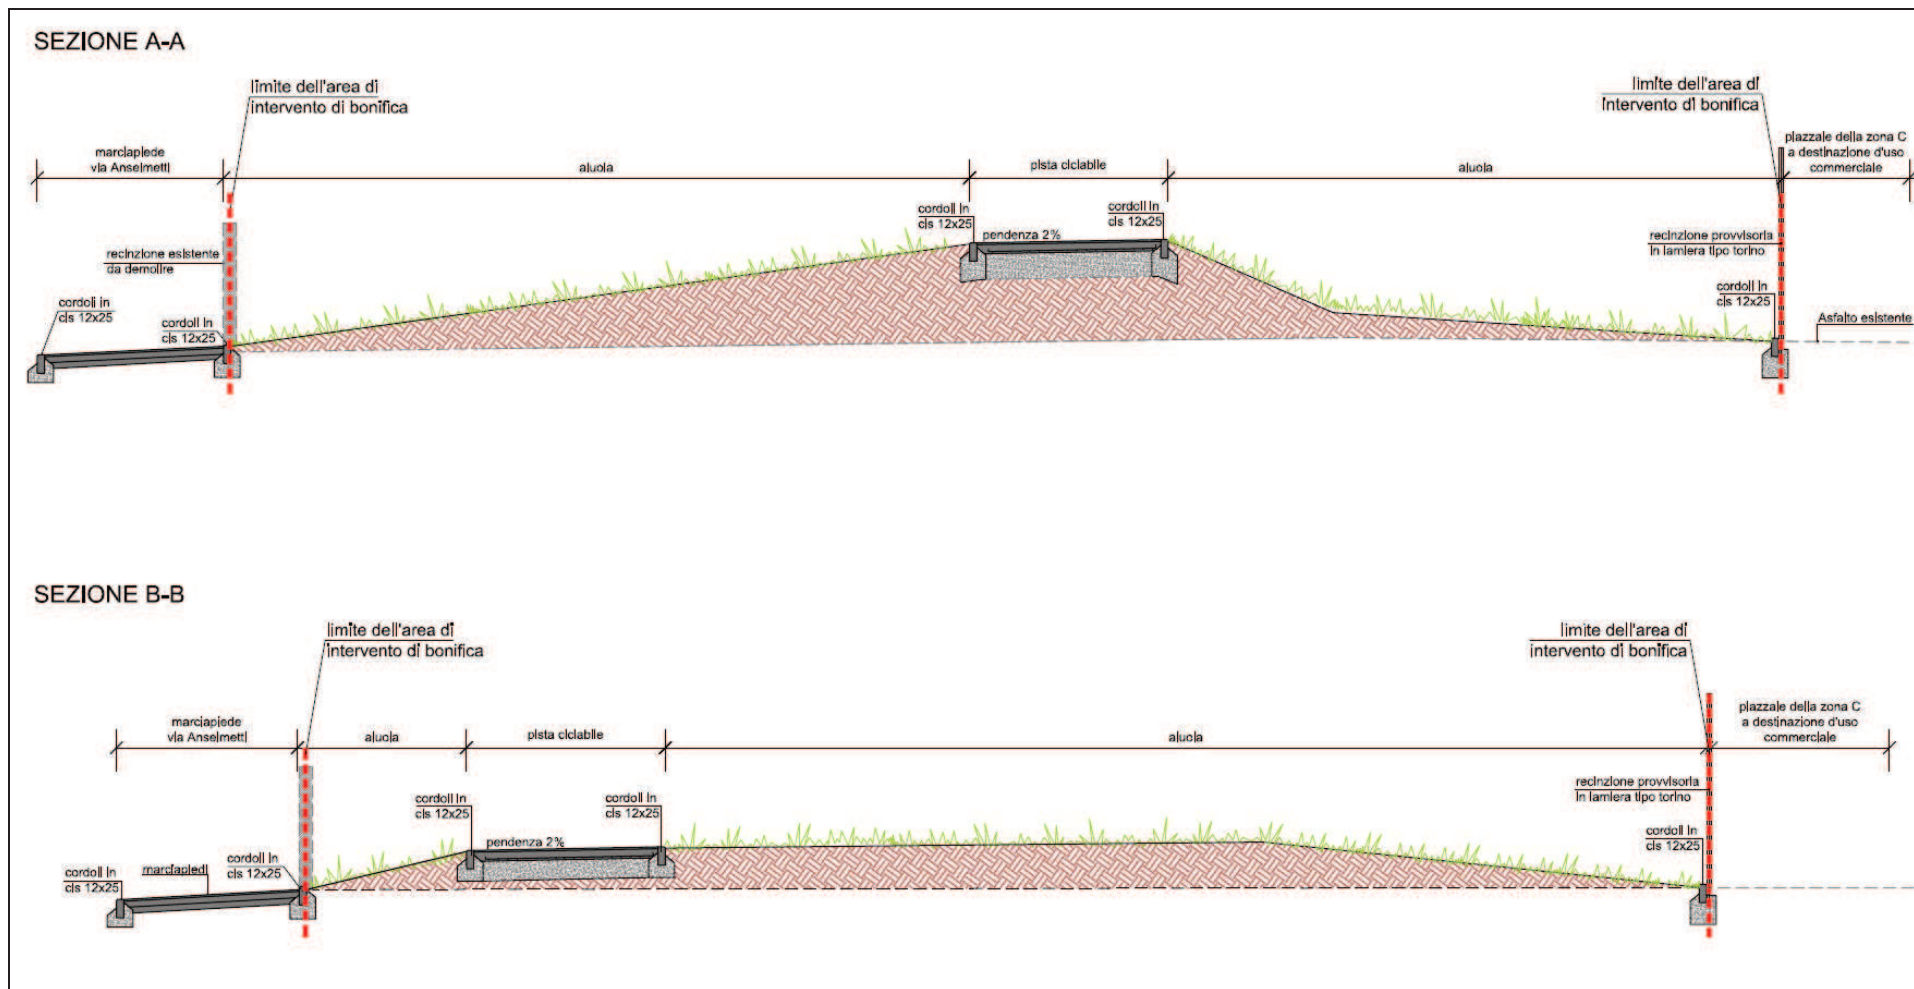 SEZIONE A-A
limite dell'area di
intervento di bonifica
limite dell'area di
intervento di bonifica
marciapiede
via Anselmetti
aiuola
pista ciclabile
aiuola
piazzale della zona C
a destinazione d'uso
commerciale
cordoli in
cls 12x25
cordoli in
cls 12x25
pendenza 2%
recinzione esistente
da demolire
recinzione provvisoria
in lamiera tipo torino
cordoli in
cls 12x25
cordoli in
cls 12x25
cordoli in
cls 12x25
Asfalto esistente
SEZIONE B-B
limite dell'area di
intervento di bonifica
limite dell'area di
intervento di bonifica
marciapiede
via Anselmetti
aiuola
pista ciclabile
aiuola
piazzale della zona C
a destinazione d'uso
commerciale
recinzione provvisoria
in lamiera tipo torino
cordoli in
cls 12x25
cordoli in
cls 12x25
pendenza 2%
cordoli in
cls 12x25
marciapiedi
cordoli in
cls 12x25
cordoli in
cls 12x25